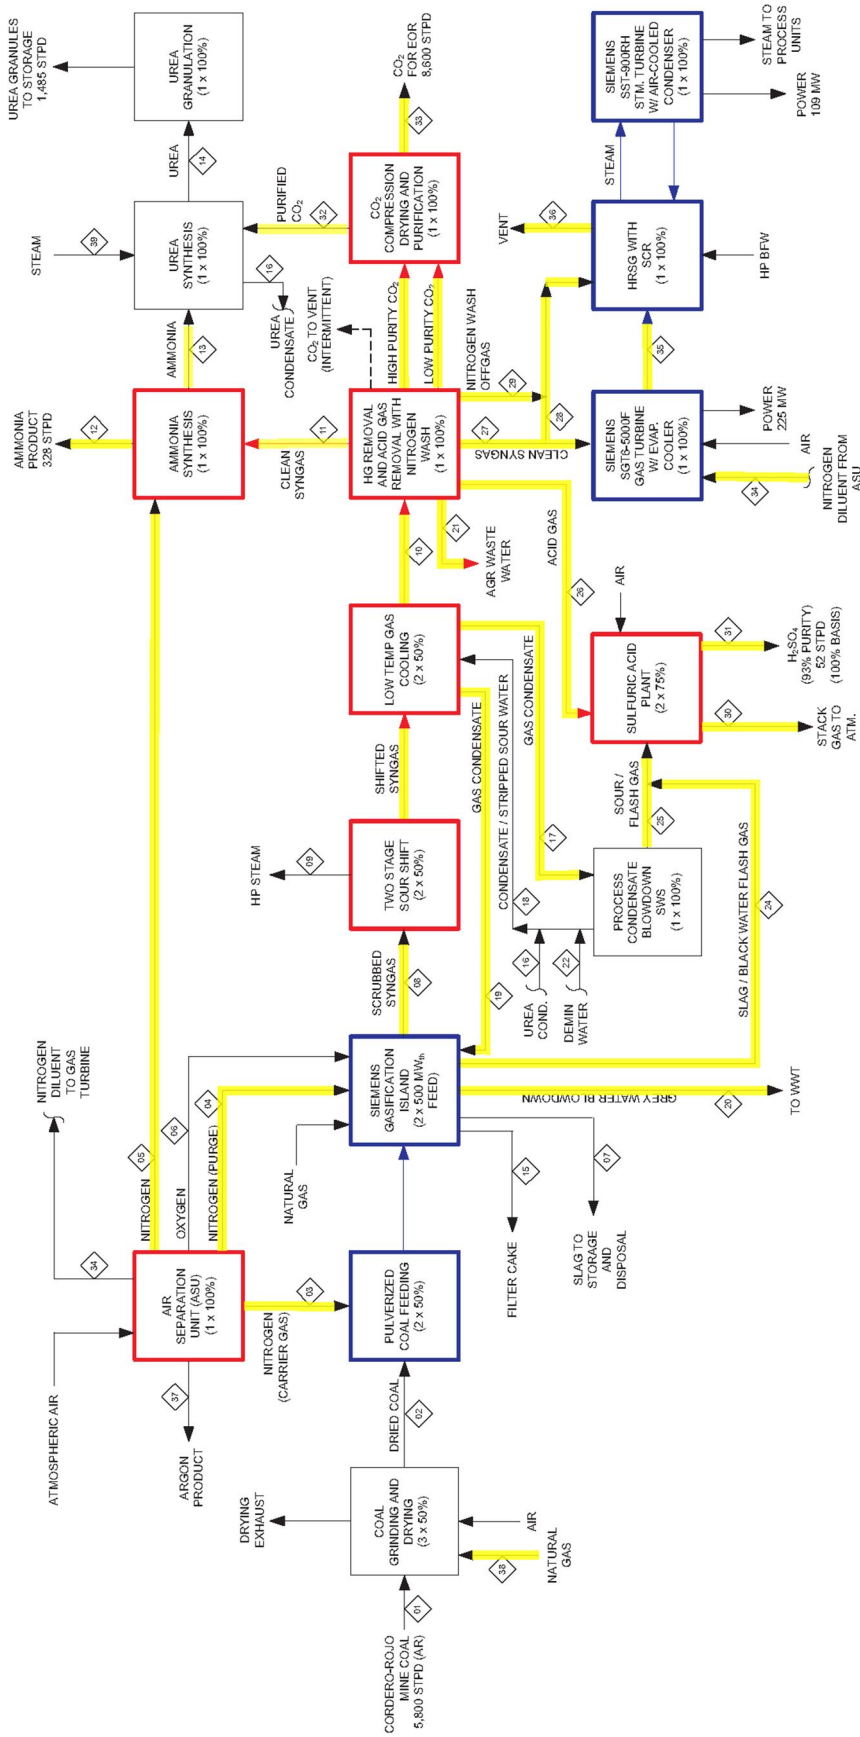 CORDERO-ROJO
MINE COAL
5,800 STPD (AR)
01
COAL
GRINDING AND
DRYING
(3 x 50%)
DRYING
EXHAUST
AIR
38
NATURAL
GAS
DRIED COAL
02
ATMOSPHERIC AIR
AIR
SEPARATION
UNIT (ASU)
(1 x 100%)
37
ARGON
PRODUCT
34
NITROGEN
DILUENT
TO GAS
TURBINE
NITROGEN
(CARRIER GAS)
03
PULVERIZED
COAL FEEDING
(2 x 50%)
NITROGEN
05
OXYGEN
06
NITROGEN (PURGE)
04
NATURAL
GAS
SIEMENS
GASIFICATION
ISLAND
(2 x 500 MWth
FEED)
15
FILTER CAKE
07
SLAG TO
STORAGE
AND
DISPOSAL
GREY WATER BLOWDOWN
20
TO WWT
SLAG / BLACK WATER FLASH GAS
24
SCRUBBED
SYNGAS
08
TWO STAGE
SOUR SHIFT
(2 x 50%)
09
HP STEAM
SHIFTED
SYNGAS
LOW TEMP GAS
COOLING
(2 x 50%)
GAS CONDENSATE
19
CONDENSATE / STRIPPED SOUR WATER
18
GAS CONDENSATE
17
UREA
COND.
16
DEMIN
WATER
22
PROCESS
CONDENSATE
BLOWDOWN
SWS
(1 x 100%)
SOUR /
FLASH GAS
25
SULFURIC ACID
PLANT
(2 x 75%)
AIR
30
STACK
GAS TO
ATM.
31
H2SO4
(93% PURITY)
52 STPD
(100% BASIS)
10
21
AGR WASTE
WATER
ACID GAS
26
HG REMOVAL
AND ACID GAS
REMOVAL WITH
NITROGEN
WASH
(1 x 100%)
CLEAN
SYNGAS
11
AMMONIA
SYNTHESIS
(1 x 100%)
12
AMMONIA
PRODUCT
328 STPD
AMMONIA
13
CO2 TO VENT
(INTERMITTENT)
HIGH PURITY CO2
LOW PURITY CO2
NITROGEN WASH
OFFGAS
29
27
CLEAN SYNGAS
28
SIEMENS
SGT6-5000F
GAS TURBINE
W/ EVAP.
COOLER
(1 x 100%)
34
NITROGEN
DILUENT FROM
ASU
AIR
POWER
225 MW
35
UREA
SYNTHESIS
(1 x 100%)
STEAM
39
16
UREA
CONDENSATE
PURIFIED
CO2
32
CO2
COMPRESSION
DRYING AND
PURIFICATION
(1 x 100%)
33
CO2
FOR EOR
8,600 STPD
UREA
14
UREA
GRANULATION
(1 x 100%)
UREA GRANULES
TO STORAGE
1,485 STPD
HRSG WITH
SCR
(1 x 100%)
VENT
36
HP BFW
STEAM
SIEMENS
SST-900RH
STM. TURBINE
W/ AIR-COOLED
CONDENSER
(1 x 100%)
POWER
109 MW
STEAM TO
PROCESS
UNITS